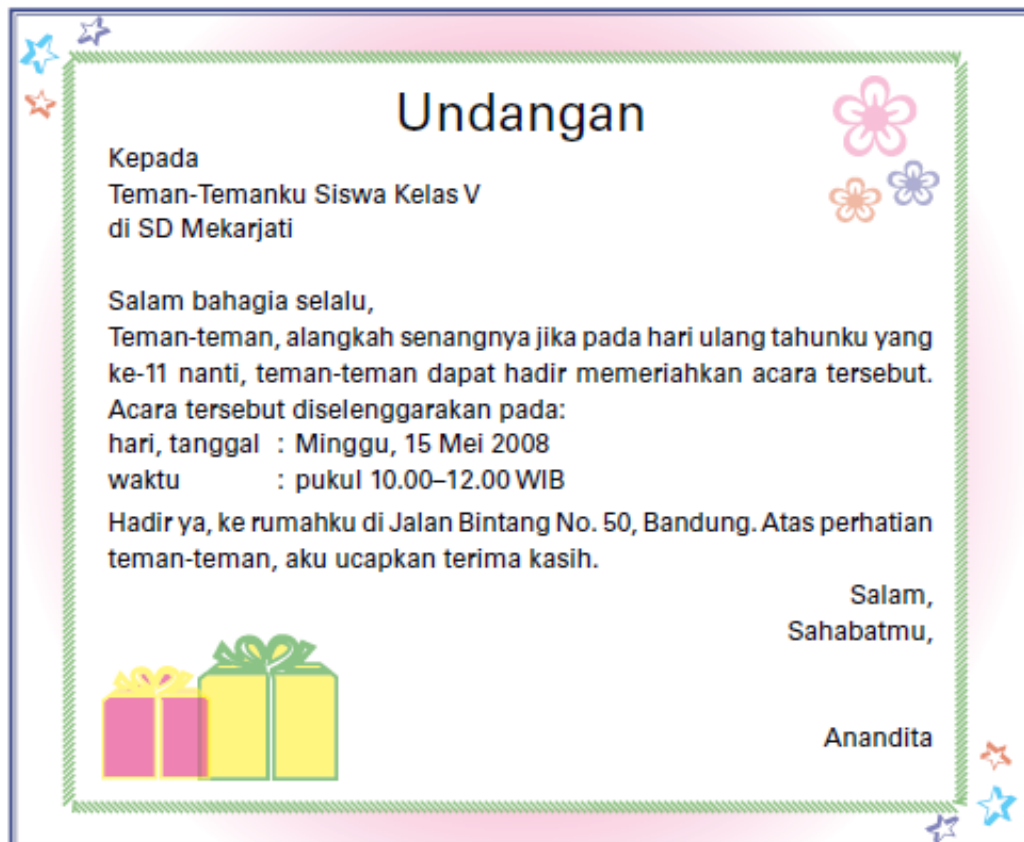 Undangan
Kepada
Teman-Temanku Siswa Kelas V
di SD Mekarjati
Salam bahagia selalu,
Teman-teman, alangkah senangnya jika pada hari ulang tahunku yang
ke-11 nanti, teman-teman dapat hadir memeriahkan acara tersebut.
Acara tersebut diselenggarakan pada:
hari, tanggal : Minggu, 15 Mei 2008
waktu : pukul 10.00–12.00 WIB
Hadir ya, ke rumahku di Jalan Bintang No. 50, Bandung. Atas perhatian
teman-teman, aku ucapkan terima kasih.
Salam,
Sahabatmu,
Anandita